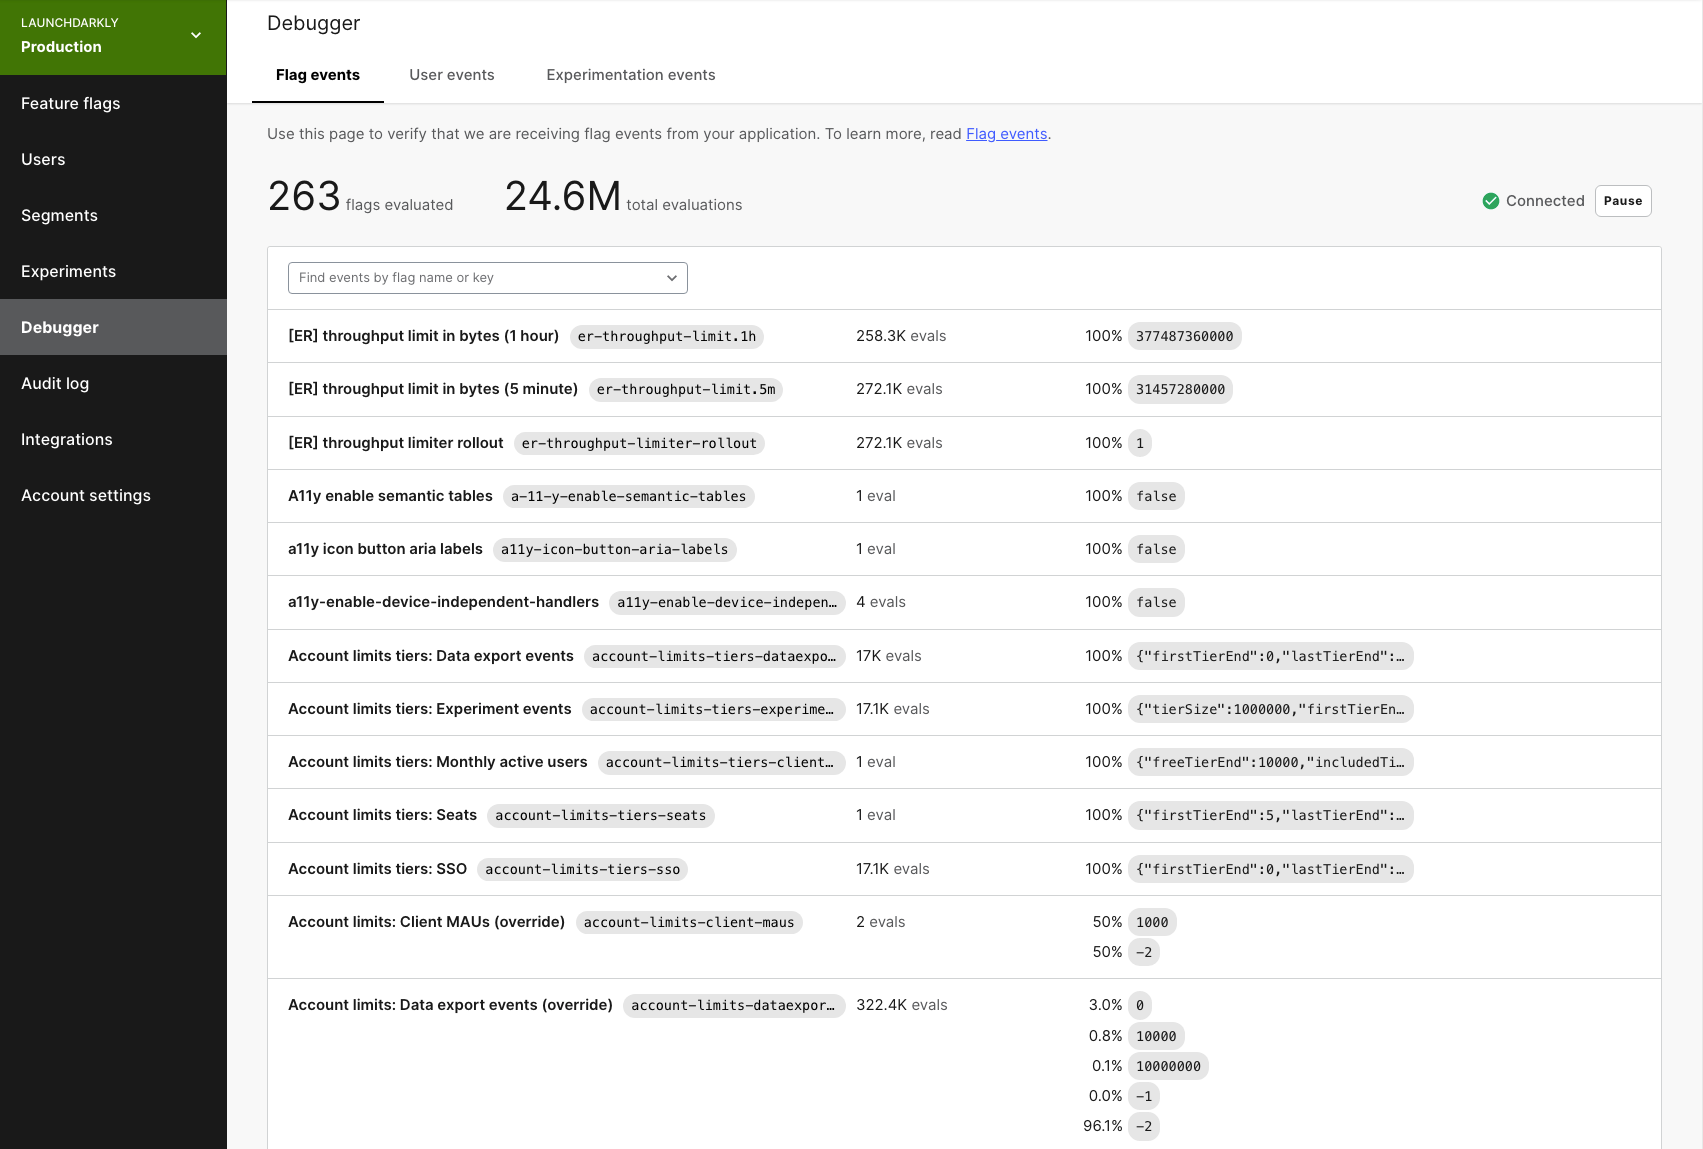 LAUNCHDARKLY
Production
Feature flags
Users
Segments
Experiments
Debugger
Audit log
Integrations
Account settings
Debugger
Flag events User events Experimentation events
Use this page to verify that we are receiving flag events from your application. To learn more, read Flag events.
263 flags evaluated 24.6M total evaluations Connected Pause
Find events by flag name or key
[ER] throughput limit in bytes (1 hour) er-throughput-limit.1h 258.3K evals 100% 377487360000
[ER] throughput limit in bytes (5 minute) er-throughput-limit.5m 272.1K evals 100% 31457280000
[ER] throughput limiter rollout er-throughput-limiter-rollout 272.1K evals 100% 1
A11y enable semantic tables a-11-y-enable-semantic-tables 1 eval 100% false
a11y icon button aria labels a11y-icon-button-aria-labels 1 eval 100% false
a11y-enable-device-independent-handlers a11y-enable-device-indepen… 4 evals 100% false
Account limits tiers: Data export events account-limits-tiers-dataexpo… 17K evals 100% {"firstTierEnd":0,"lastTierEnd":…
Account limits tiers: Experiment events account-limits-tiers-experime… 17.1K evals 100% {"tierSize":1000000,"firstTierEn…
Account limits tiers: Monthly active users account-limits-tiers-client… 1 eval 100% {"freeTierEnd":10000,"includedTi…
Account limits tiers: Seats account-limits-tiers-seats 1 eval 100% {"firstTierEnd":5,"lastTierEnd":…
Account limits tiers: SSO account-limits-tiers-sso 17.1K evals 100% {"firstTierEnd":0,"lastTierEnd":…
Account limits: Client MAUs (override) account-limits-client-maus 2 evals 50% 1000
50% -2
Account limits: Data export events (override) account-limits-dataexpor… 322.4K evals 3.0% 0
0.8% 10000
0.1% 10000000
0.0% -1
96.1% -2